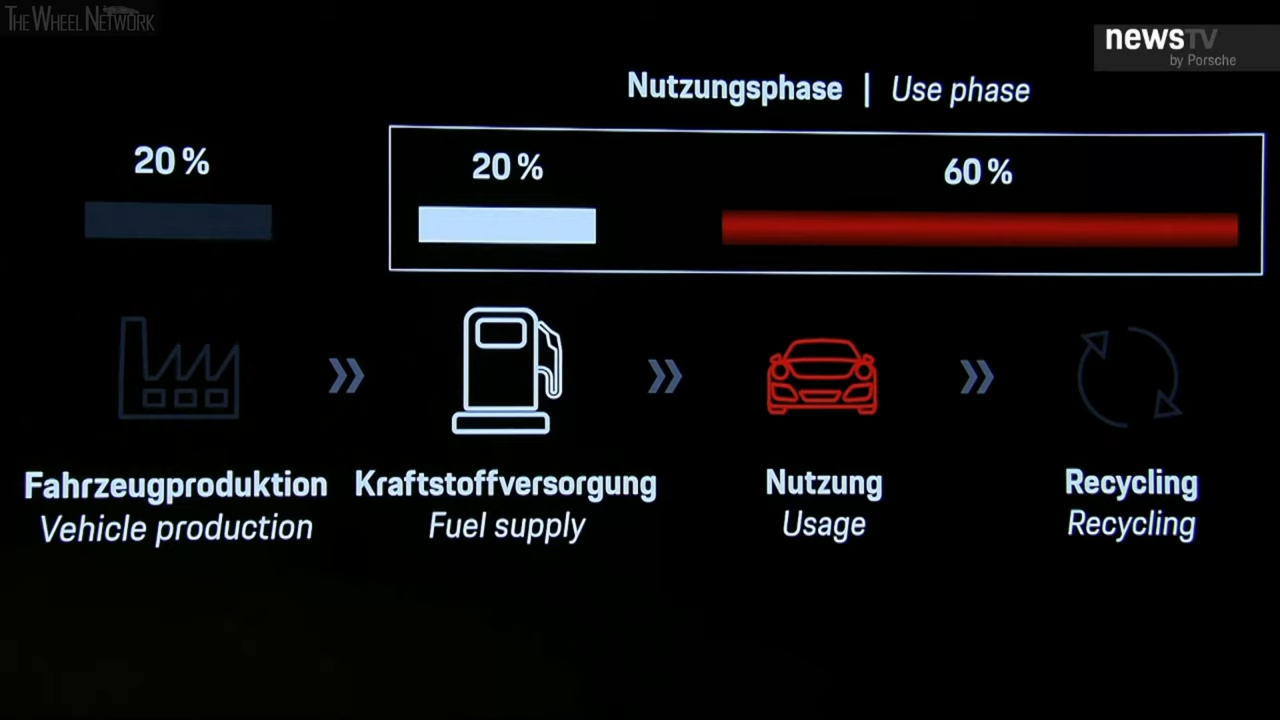 THE WHEEL NETWORK
newsTV
by Porsche
Nutzungsphase | Use phase
20 %
20 %
60 %
Fahrzeugproduktion
Vehicle production
Kraftstoffversorgung
Fuel supply
Nutzung
Usage
Recycling
Recycling